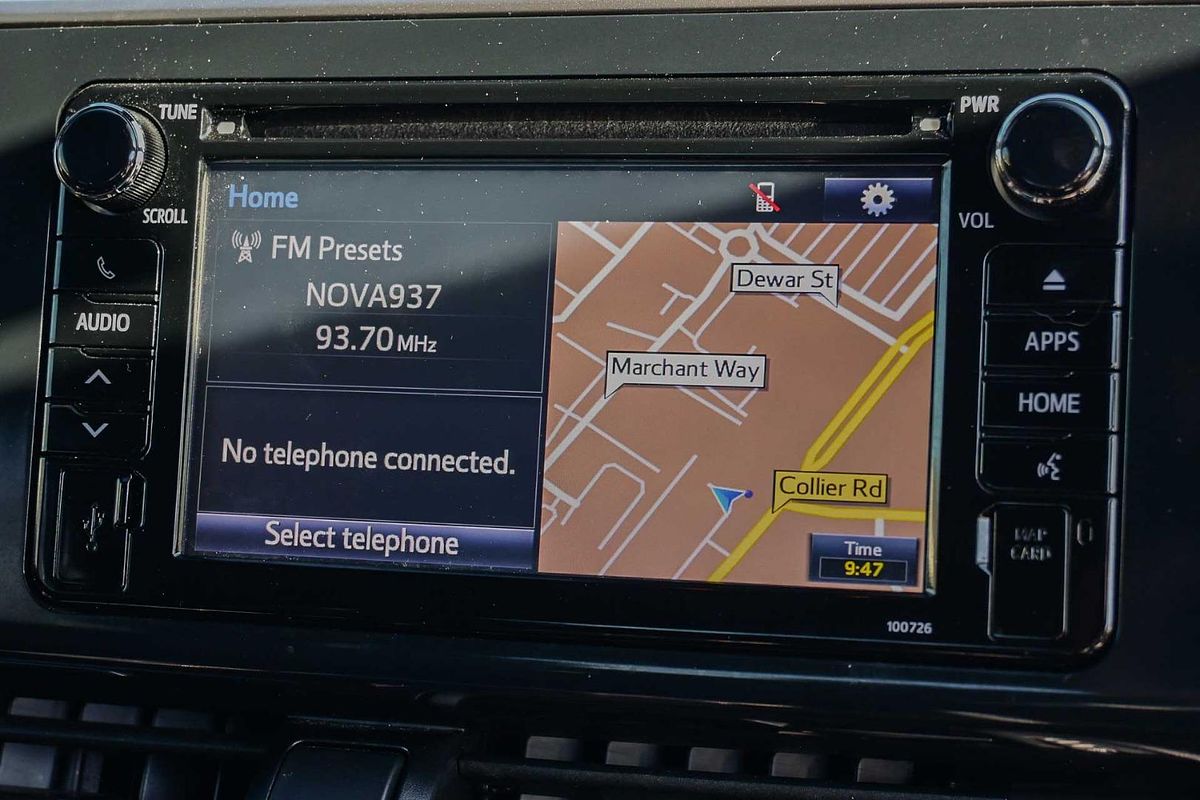 TUNE
PWR
SCROLL
VOL
Home
FM Presets
NOVA937
93.70 MHz
No telephone connected.
Select telephone
Dewar St
Marchant Way
Collier Rd
Time
9:47
AUDIO
APPS
HOME
MAP
CARD
100726